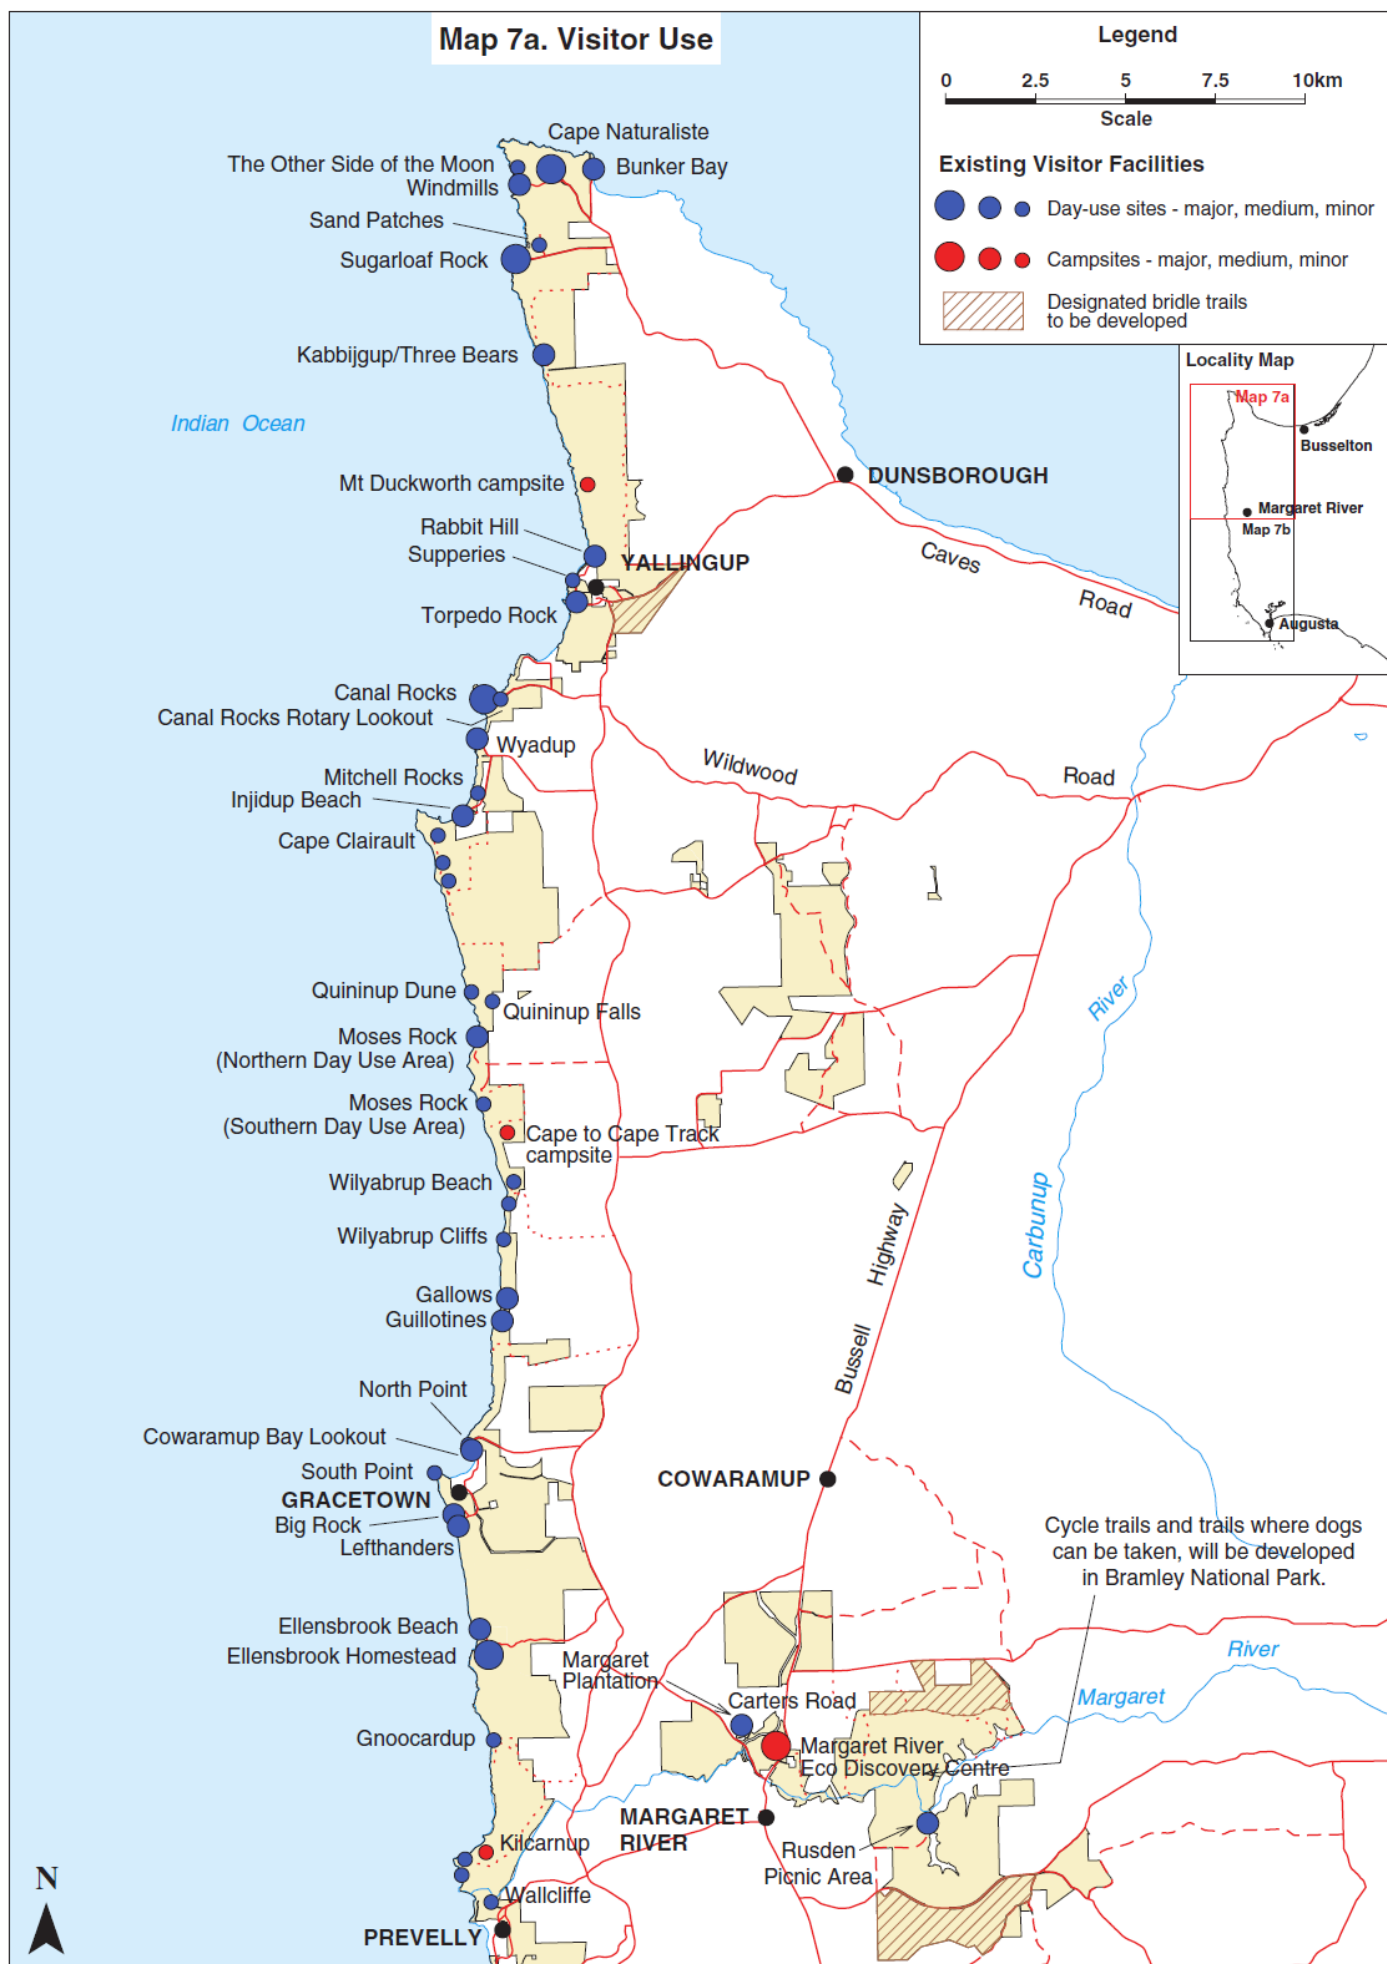 Map 7a. Visitor Use
Legend
0 2.5 5 7.5 10km
Scale
Existing Visitor Facilities
Day-use sites - major, medium, minor
Campsites - major, medium, minor
Designated bridle trails
to be developed
Locality Map
Map 7a
Busselton
Margaret River
Map 7b
Augusta
Cape Naturaliste
The Other Side of the Moon
Bunker Bay
Windmills
Sand Patches
Sugarloaf Rock
Kabbijgup/Three Bears
Indian Ocean
Mt Duckworth campsite
DUNSBOROUGH
Rabbit Hill
Supperies
YALLINGUP
Caves
Road
Torpedo Rock
Canal Rocks
Canal Rocks Rotary Lookout
Wyadup
Wildwood
Road
Mitchell Rocks
Injidup Beach
Cape Clairault
Quininup Dune
Quininup Falls
River
Moses Rock
(Northern Day Use Area)
Moses Rock
(Southern Day Use Area)
Cape to Cape Track
campsite
Wilyabrup Beach
Wilyabrup Cliffs
Carbunup
Highway
Gallows
Guillotines
Bussell
North Point
Cowaramup Bay Lookout
South Point
COWARAMUP
GRACETOWN
Big Rock
Lefthanders
Cycle trails and trails where dogs
can be taken, will be developed
in Bramley National Park.
Ellensbrook Beach
Ellensbrook Homestead
Margaret
Plantation
River
Margaret
Carters Road
Gnoocardup
Margaret River
Eco Discovery Centre
MARGARET
RIVER
Kilcarnup
Rusden
Picnic Area
N
Wallcliffe
PREVELLY